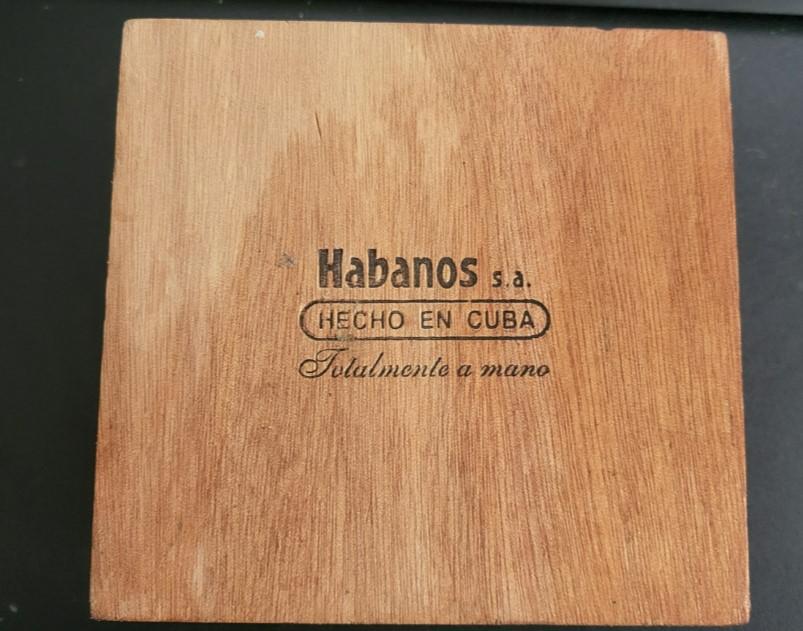 Habanos s.a.
HECHO EN CUBA
Totalmente a mano